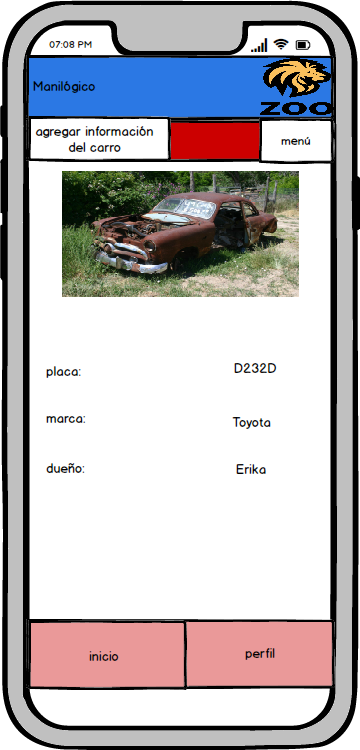 07:08 PM
Manilógico
ZOO
agregar información
del carro
menú
placa:
D232D
marca:
Toyota
dueño:
Erika
inicio
perfil